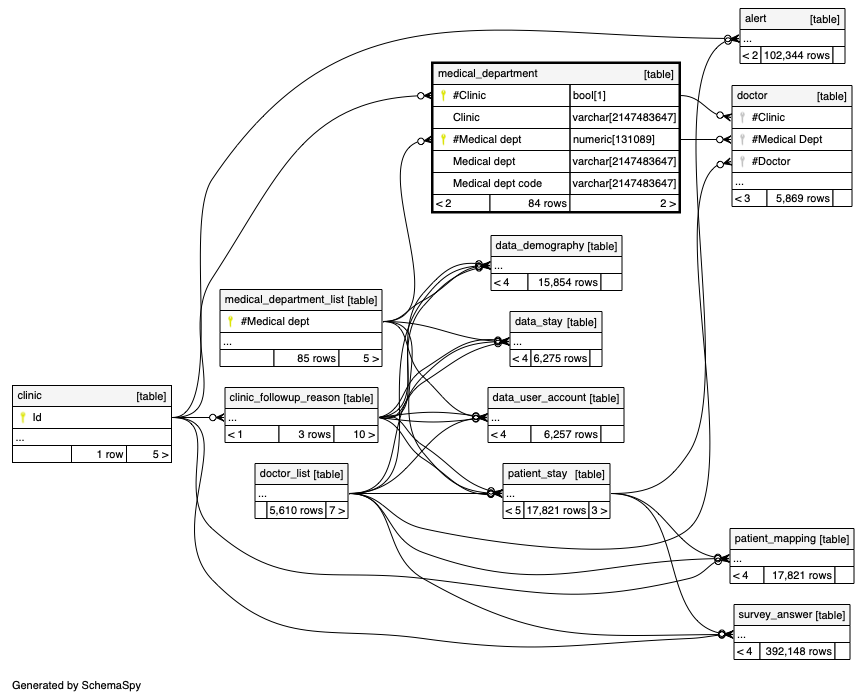 alert [table]
...
< 2 102,344 rows
medical_department [table]
#Clinic bool[1]
Clinic varchar[2147483647]
#Medical dept numeric[131089]
Medical dept varchar[2147483647]
Medical dept code varchar[2147483647]
< 2 84 rows 2 >
doctor [table]
#Clinic
#Medical Dept
#Doctor
...
< 3 5,869 rows
data_demography [table]
...
< 4 15,854 rows
medical_department_list [table]
#Medical dept
...
85 rows 5 >
data_stay [table]
...
< 4 6,275 rows
clinic [table]
Id
...
1 row 5 >
clinic_followup_reason [table]
...
< 1 3 rows 10 >
data_user_account [table]
...
< 4 6,257 rows
doctor_list [table]
...
5,610 rows 7 >
patient_stay [table]
...
< 5 17,821 rows 3 >
patient_mapping [table]
...
< 4 17,821 rows
survey_answer [table]
...
< 4 392,148 rows
Generated by SchemaSpy